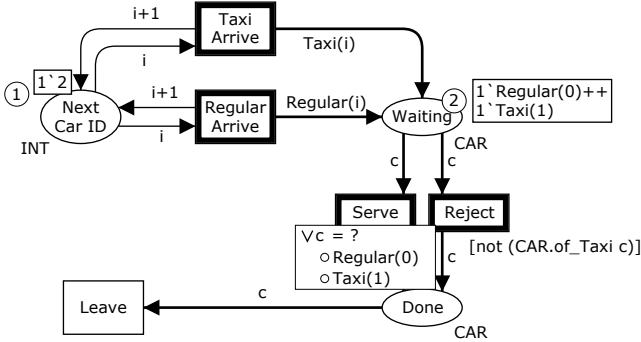 i+1
Taxi
Arrive
Taxi(i)
i
1
1`2
Next
Car ID
INT
i+1
i
Regular
Arrive
Regular(i)
Waiting
2
CAR
1`Regular(0)++
1`Taxi(1)
c
c
Serve
Reject
[not (CAR.of_Taxi c)]
∨c = ?
Regular(0)
Taxi(1)
c
Leave
c
Done
CAR